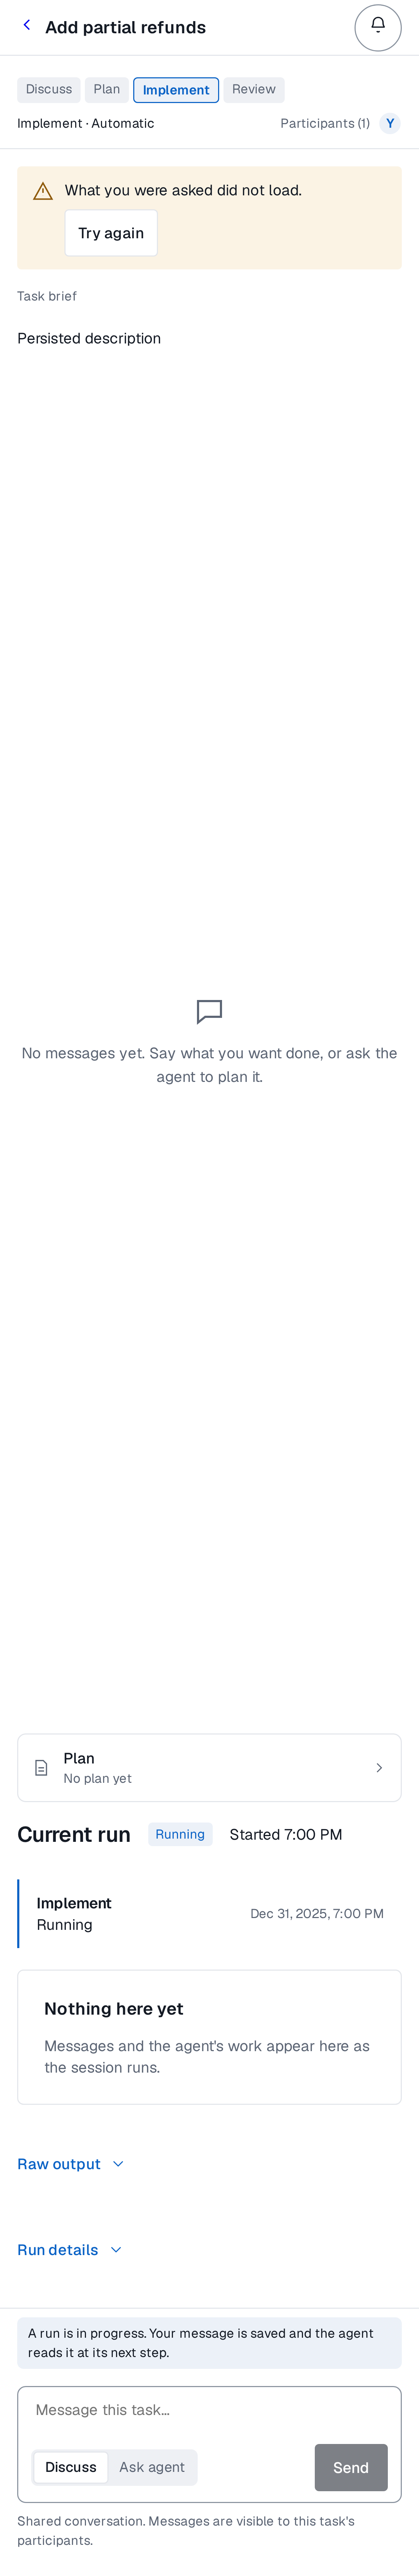 Add partial refunds
Discuss
Plan
Implement
Review
Implement · Automatic
Participants (1)
Y
What you were asked did not load.
Try again
Task brief
Persisted description
No messages yet. Say what you want done, or ask the
agent to plan it.
Plan
No plan yet
Current run
Running
Started 7:00 PM
Implement
Running
Dec 31, 2025, 7:00 PM
Nothing here yet
Messages and the agent's work appear here as
the session runs.
Raw output
Run details
A run is in progress. Your message is saved and the agent
reads it at its next step.
Message this task...
Discuss
Ask agent
Send
Shared conversation. Messages are visible to this task's
participants.